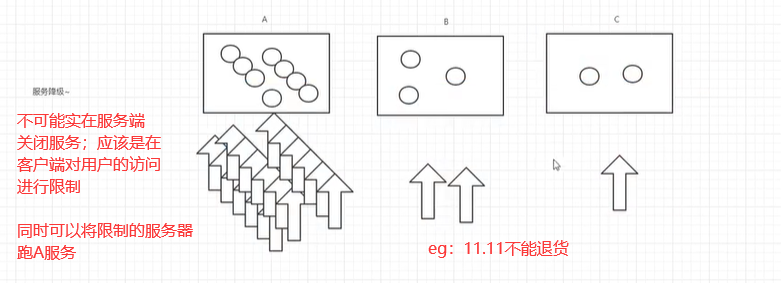 A
B
C
服务降级~
不可能实在服务端
关闭服务；应该是在
客户端对用户的访问
进行限制
同时可以将限制的服务器
跑A服务
eg：11.11不能退货